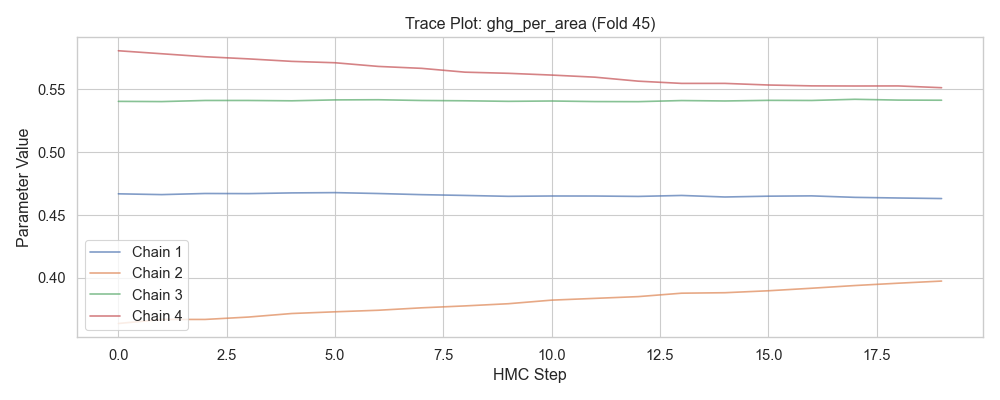 Trace Plot: ghg_per_area (Fold 45)
Parameter Value
0.55
0.50
0.45
0.40
Chain 1
Chain 2
Chain 3
Chain 4
0.0 2.5 5.0 7.5 10.0 12.5 15.0 17.5
HMC Step